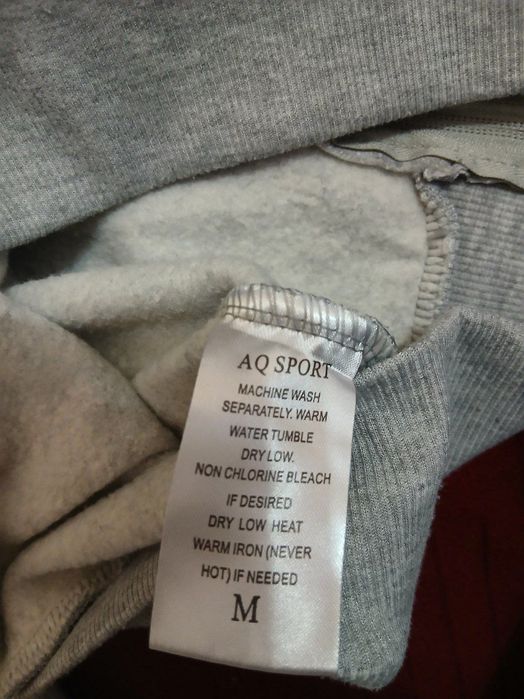 AQ SPORT
MACHINE WASH
SEPARATELY. WARM
WATER TUMBLE
DRY LOW.
NON CHLORINE BLEACH
IF DESIRED
DRY LOW HEAT
WARM IRON (NEVER
HOT) IF NEEDED
M